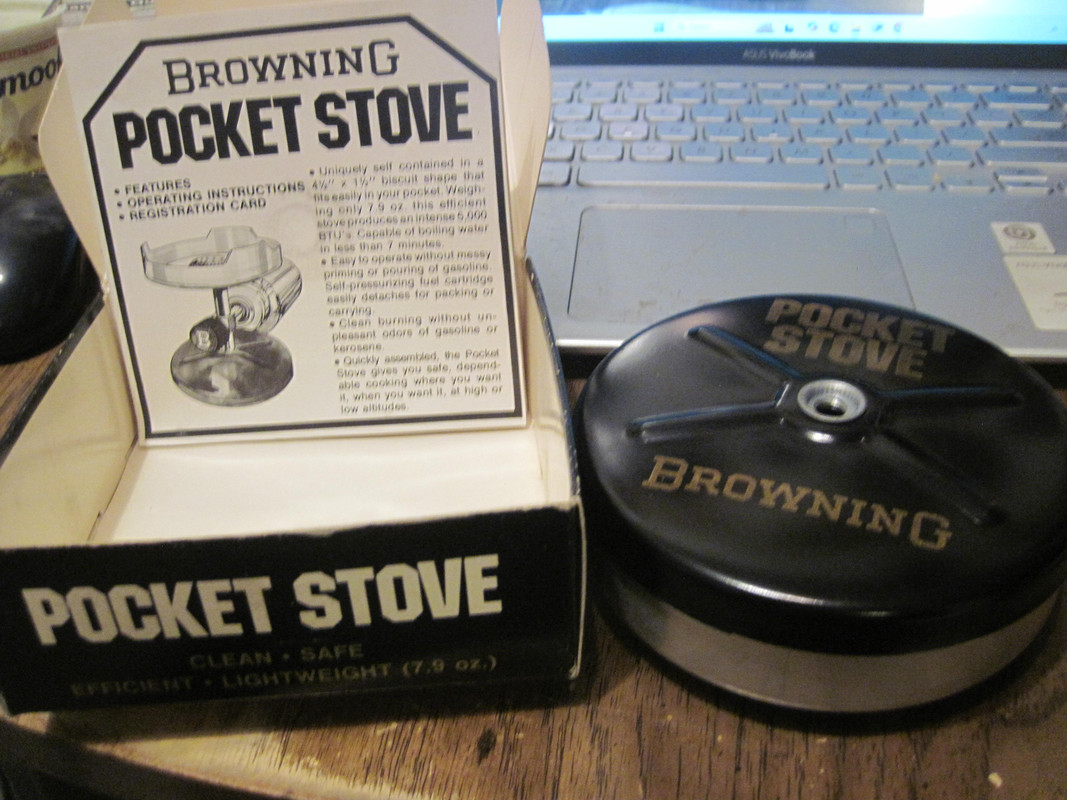 BROWNING
POCKET STOVE
• FEATURES
• OPERATING INSTRUCTIONS
• REGISTRATION CARD
• Uniquely self contained in a
4½" x 1½" biscuit shape that
fits easily in your pocket. Weigh-
ing only 7.9 oz. this efficient
stove produces an intense 5,000
BTU's. Capable of boiling water
in less than 7 minutes.
• Easy to operate without messy
priming or pouring of gasoline.
Self-pressurizing fuel cartridge
easily detaches for packing or
carrying.
• Clean burning without un-
pleasant odors of gasoline or
kerosene.
• Quickly assembled, the Pocket
Stove gives you safe, depend-
able cooking where you want
it, when you want it, at high or
low altitudes.
POCKET STOVE
CLEAN • SAFE
EFFICIENT • LIGHTWEIGHT (7.9 oz.)
POCKET
STOVE
BROWNING
ASUS VivoBook